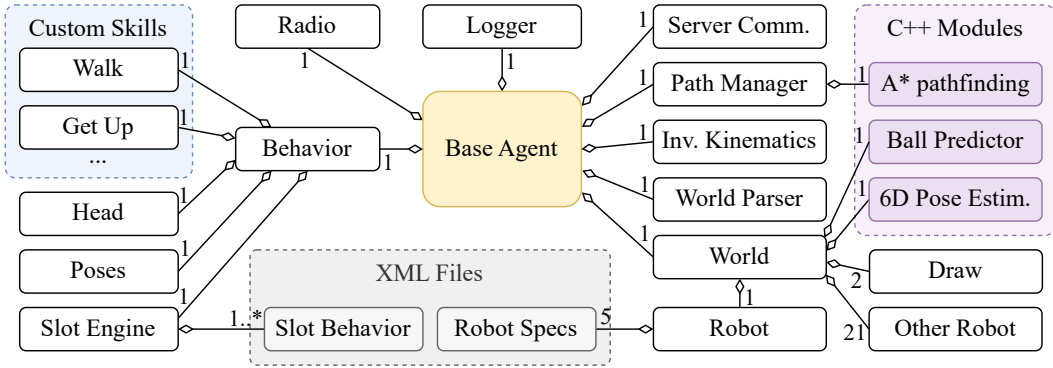 Custom Skills
Walk
1
Get Up
1
...
Head
1
Poses
1
Slot Engine
1
Radio
1
Logger
1
Behavior
1
Base Agent
XML Files
1..*
Slot Behavior
Robot Specs
5
Server Comm.
1
Path Manager
1
Inv. Kinematics
1
World Parser
1
World
1
Robot
1
C++ Modules
A* pathfinding
1
Ball Predictor
1
6D Pose Estim.
1
Draw
2
Other Robot
21